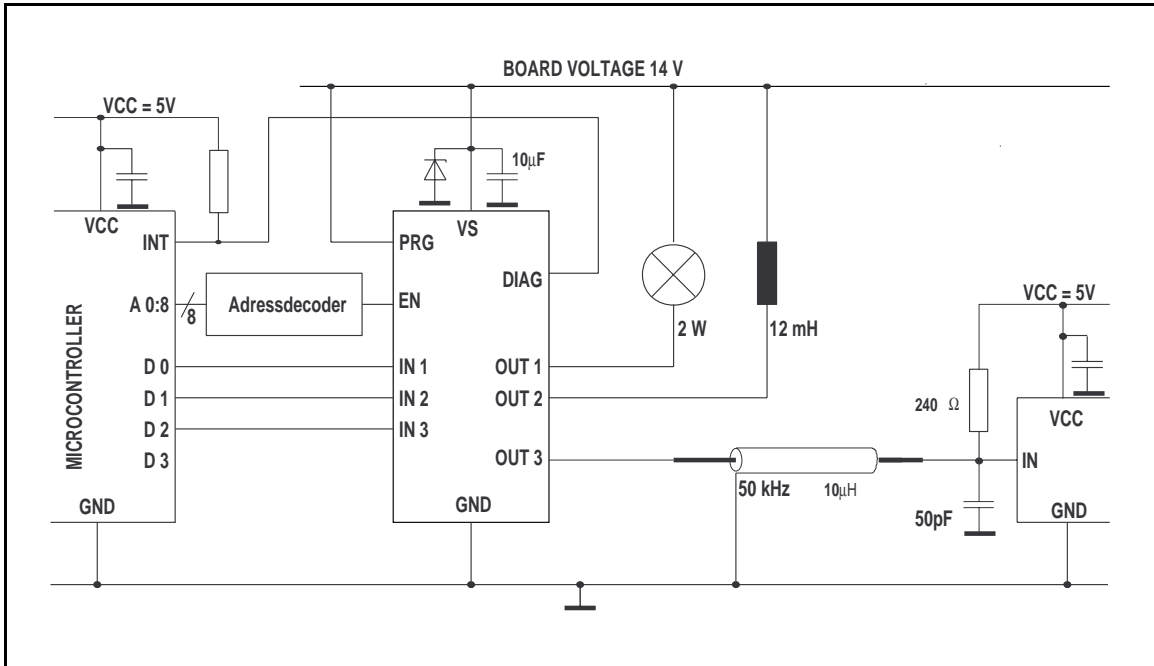 BOARD VOLTAGE 14 V
VCC = 5V
10µF
VCC
INT
A 0:8
8
Adressdecoder
D 0
D 1
D 2
D 3
GND
MICROCONTROLLER
VS
PRG
DIAG
EN
IN 1
OUT 1
IN 2
OUT 2
IN 3
OUT 3
GND
2 W
12 mH
50 kHz
10µH
VCC = 5V
240 Ω
VCC
IN
50pF
GND